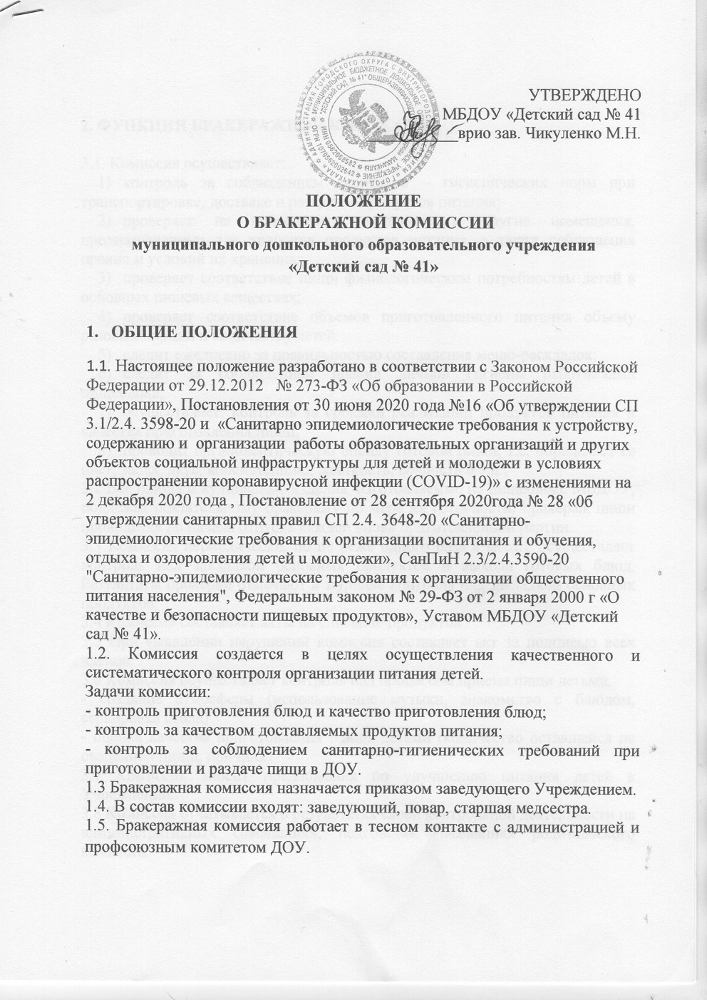 УТВЕРЖДЕНО
МБДОУ «Детский сад № 41
врио зав. Чикуленко М.Н.
ПОЛОЖЕНИЕ
О БРАКЕРАЖНОЙ КОМИССИИ
муниципального дошкольного образовательного учреждения
«Детский сад № 41»
1. ОБЩИЕ ПОЛОЖЕНИЯ
1.1. Настоящее положение разработано в соответствии с Законом Российской
Федерации от 29.12.2012 № 273-ФЗ «Об образовании в Российской
Федерации», Постановления от 30 июня 2020 года №16 «Об утверждении СП
3.1/2.4. 3598-20 и «Санитарно эпидемиологические требования к устройству,
содержанию и организации работы образовательных организаций и других
объектов социальной инфраструктуры для детей и молодежи в условиях
распространении коронавирусной инфекции (COVID-19)» с изменениями на
2 декабря 2020 года , Постановление от 28 сентября 2020года № 28 «0б
утверждении санитарных правил СП 2.4. 3648-20 «Санитарно-
эпидемиологические требования к организации воспитания и обучения,
отдыха и оздоровления детей u молодежи», СанПиН 2.3/2.4.3590-20
"Санитарно-эпидемиологические требования к организации общественного
питания населения", Федеральным законом № 29-ФЗ от 2 января 2000 г «О
качестве и безопасности пищевых продуктов», Уставом МБДОУ «Детский
сад № 41».
1.2. Комиссия создается в целях осуществления качественного и
систематического контроля организации питания детей.
Задачи комиссии:
- контроль приготовления блюд и качество приготовления блюд;
- контроль за качеством доставляемых продуктов питания;
- контроль за соблюдением санитарно-гигиенических требований при
приготовлении и раздаче пищи в ДОУ.
1.3 Бракеражная комиссия назначается приказом заведующего Учреждением.
1.4. В состав комиссии входят: заведующий, повар, старшая медсестра.
1.5. Бракеражная комиссия работает в тесном контакте с администрацией и
профсоюзным комитетом ДОУ.